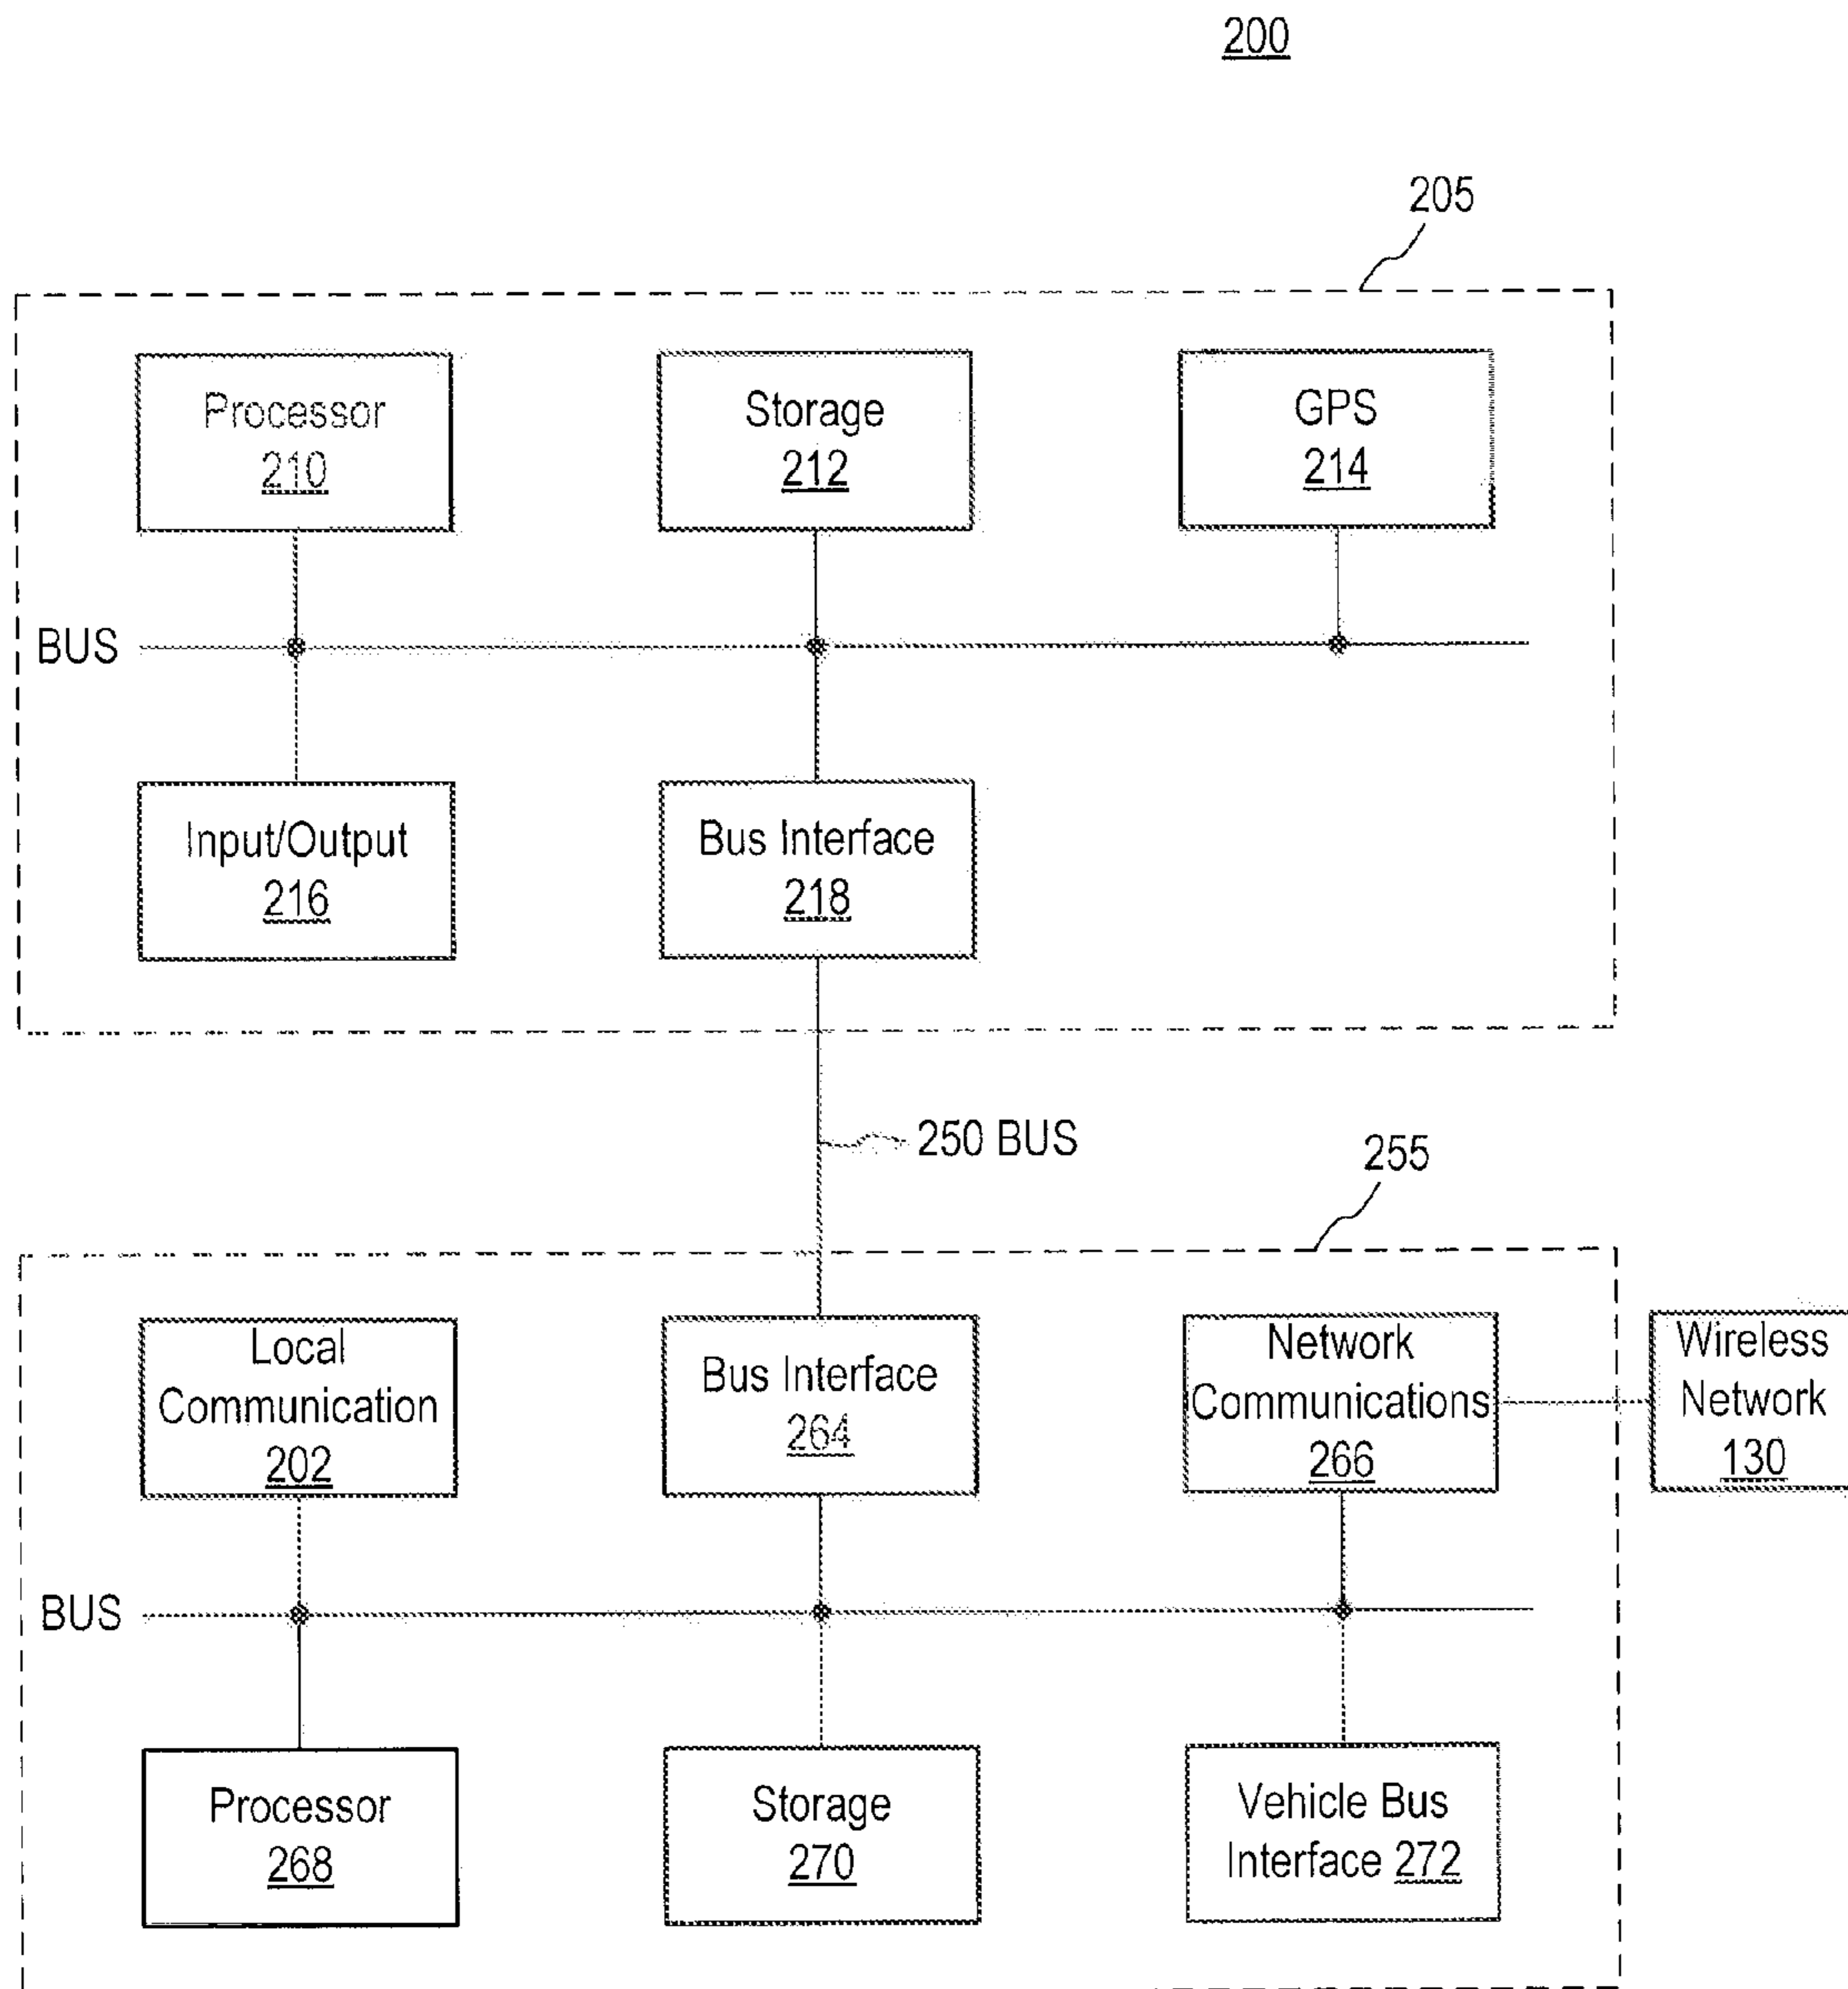 200
205
Processor
210
Storage
212
GPS
214
BUS
Input/Output
216
Bus Interface
218
250 BUS
255
Local
Communication
202
Bus Interface
264
Network
Communications
266
Wireless
Network
130
BUS
Processor
268
Storage
270
Vehicle Bus
Interface 272